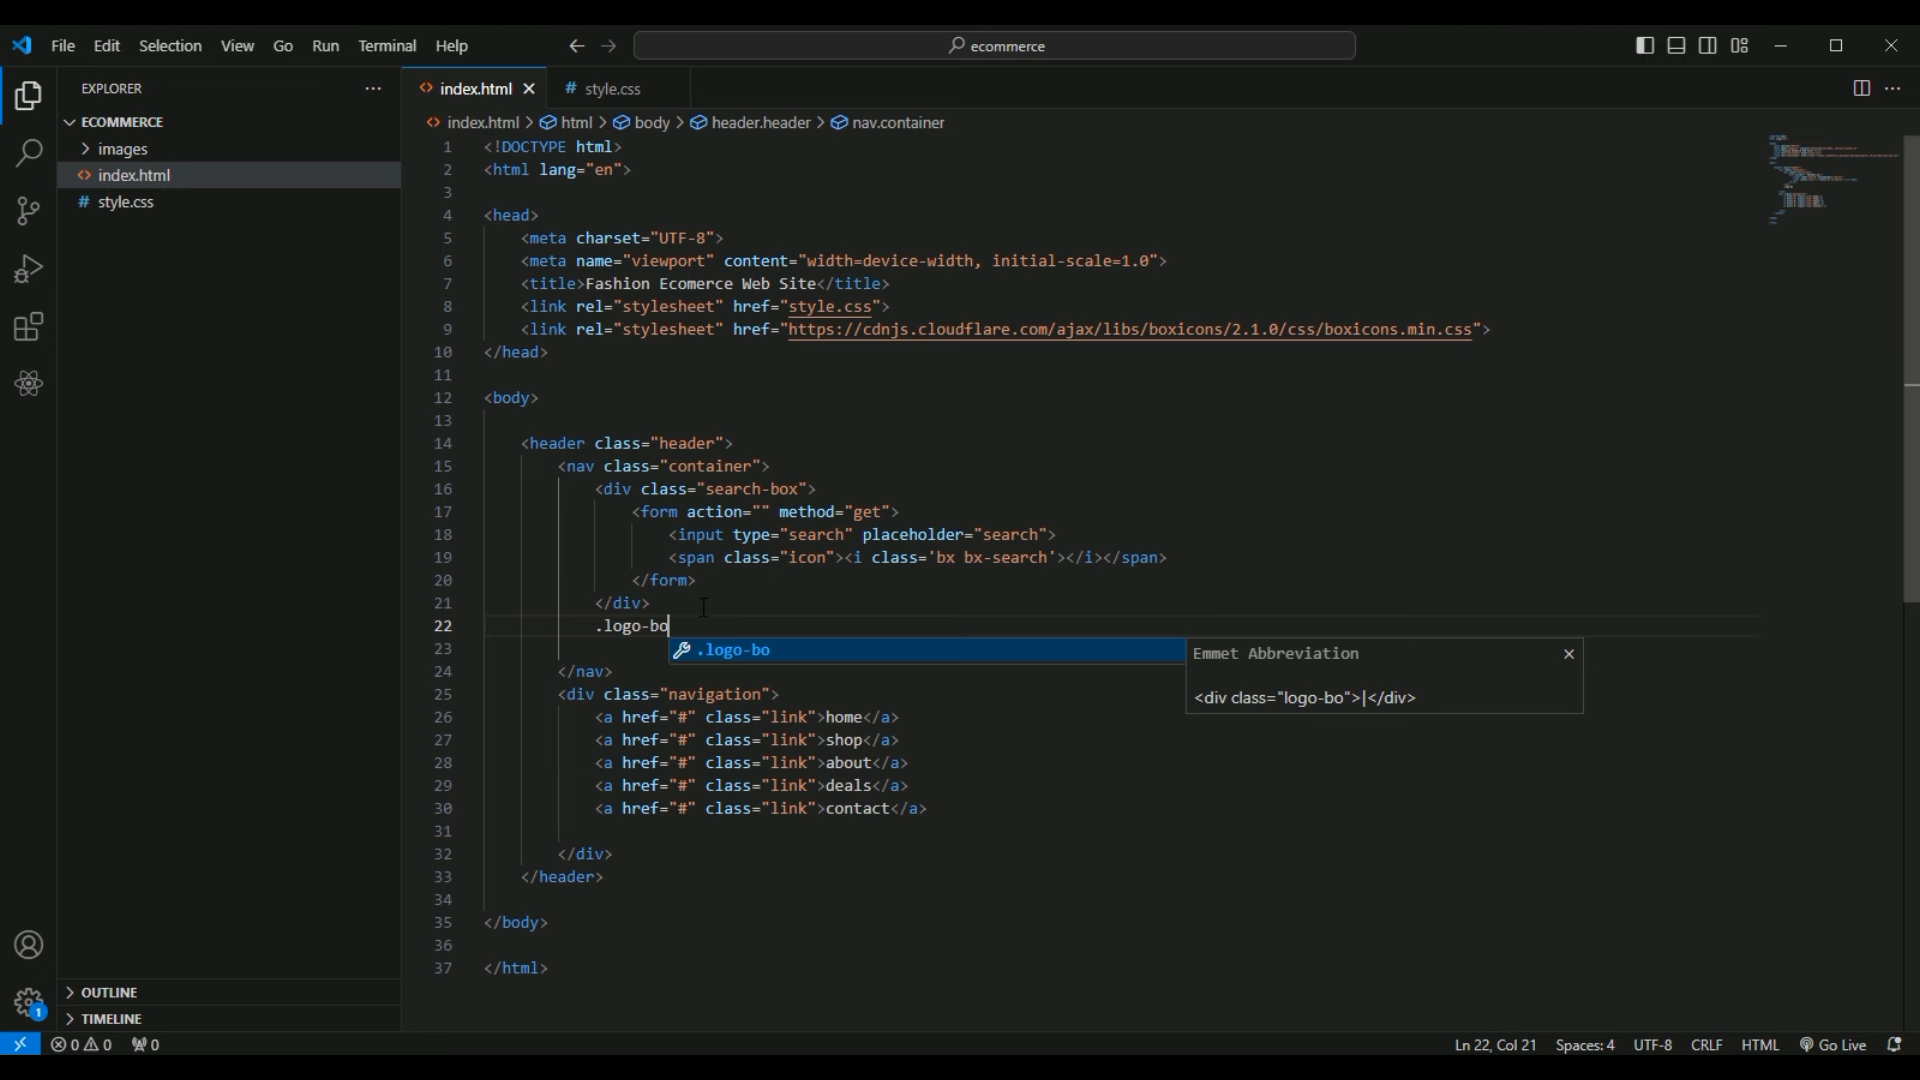 File Edit Selection View Go Run Terminal Help
ecommerce
EXPLORER
ECOMMERCE
images
index.html
style.css
OUTLINE
TIMELINE
index.html
style.css
index.html > html > body > header.header > nav.container
1 <!DOCTYPE html>
2 <html lang="en">
3
4 <head>
5 <meta charset="UTF-8">
6 <meta name="viewport" content="width=device-width, initial-scale=1.0">
7 <title>Fashion Ecomerce Web Site</title>
8 <link rel="stylesheet" href="style.css">
9 <link rel="stylesheet" href="https://cdnjs.cloudflare.com/ajax/libs/boxicons/2.1.0/css/boxicons.min.css">
10 </head>
11
12 <body>
13
14 <header class="header">
15 <nav class="container">
16 <div class="search-box">
17 <form action="" method="get">
18 <input type="search" placeholder="search">
19 <span class="icon"><i class='bx bx-search'></i></span>
20 </form>
21 </div>
22 .logo-bo
23
.logo-bo
Emmet Abbreviation
<div class="logo-bo">|</div>
24 </nav>
25 <div class="navigation">
26 <a href="#" class="link">home</a>
27 <a href="#" class="link">shop</a>
28 <a href="#" class="link">about</a>
29 <a href="#" class="link">deals</a>
30 <a href="#" class="link">contact</a>
31
32 </div>
33 </header>
34
35 </body>
36
37 </html>
1
0 0 0
Ln 22, Col 21 Spaces: 4 UTF-8 CRLF HTML Go Live